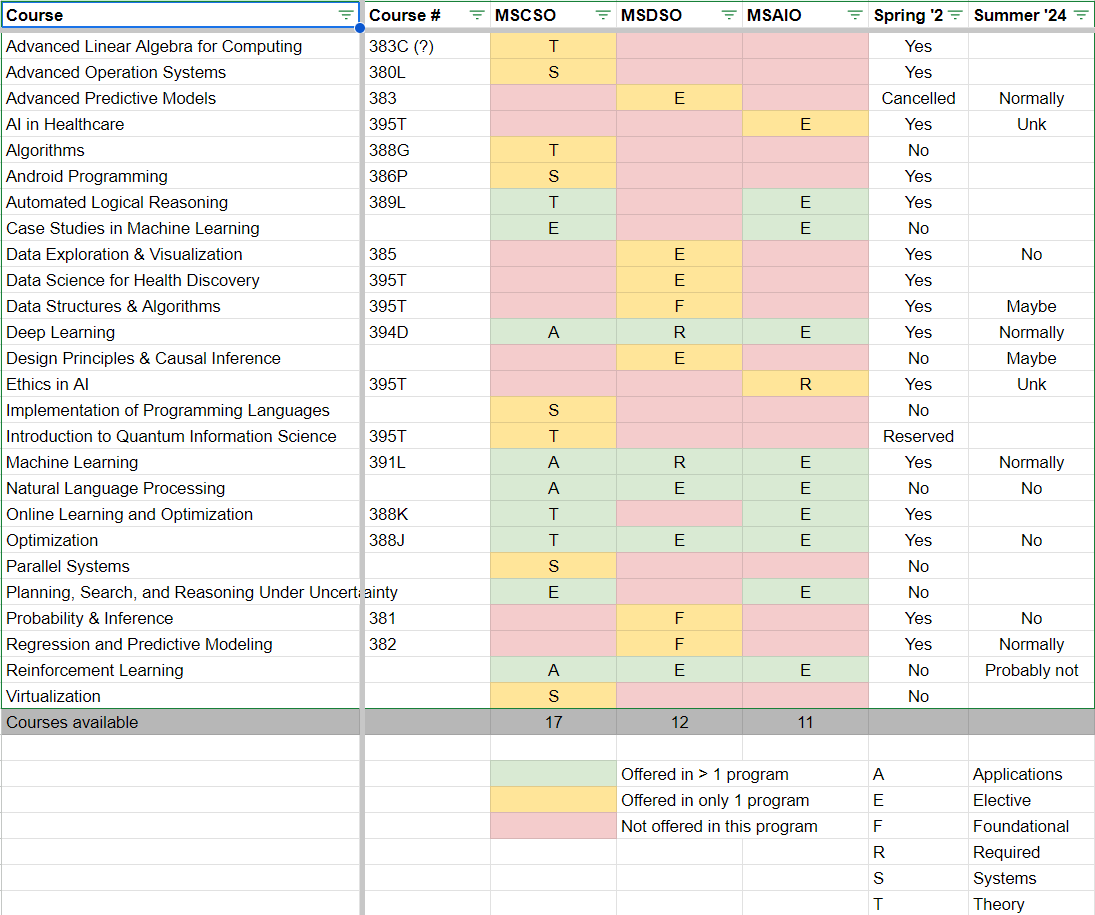 Course Course # MSCSO MSDSO MSAIO Spring '2 Summer '24
Advanced Linear Algebra for Computing 383C (?) T Yes
Advanced Operation Systems 380L S Yes
Advanced Predictive Models 383 E Cancelled Normally
AI in Healthcare 395T E Yes Unk
Algorithms 388G T No
Android Programming 386P S Yes
Automated Logical Reasoning 389L T E Yes
Case Studies in Machine Learning E E No
Data Exploration & Visualization 385 E Yes No
Data Science for Health Discovery 395T E Yes
Data Structures & Algorithms 395T F Yes Maybe
Deep Learning 394D A R E Yes Normally
Design Principles & Causal Inference E No Maybe
Ethics in AI 395T R Yes Unk
Implementation of Programming Languages S No
Introduction to Quantum Information Science 395T T Reserved
Machine Learning 391L A R E Yes Normally
Natural Language Processing A E E No No
Online Learning and Optimization 388K T E Yes
Optimization 388J T E E Yes No
Parallel Systems S No
Planning, Search, and Reasoning Under Uncertainty E E No
Probability & Inference 381 F Yes No
Regression and Predictive Modeling 382 F Yes Normally
Reinforcement Learning A E E No Probably not
Virtualization S No
Courses available 17 12 11
Offered in > 1 program A Applications
Offered in only 1 program E Elective
Not offered in this program F Foundational
R Required
S Systems
T Theory